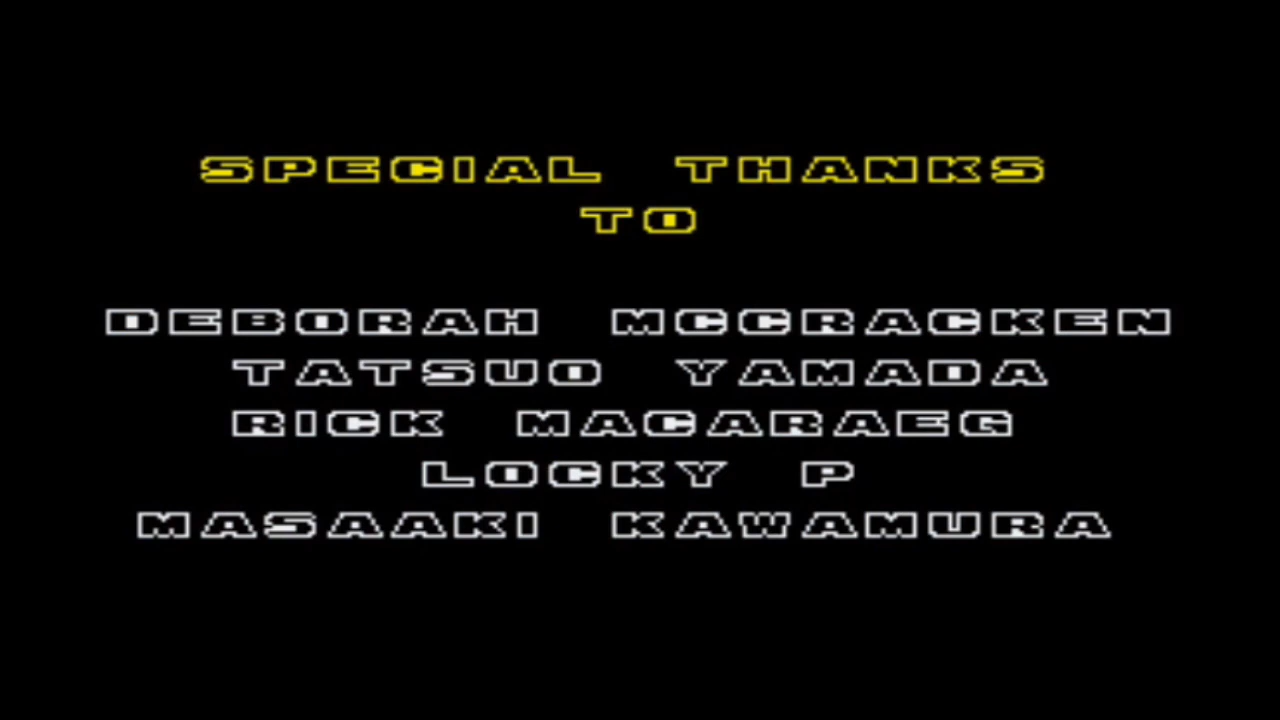 SPECIAL THANKS
TO
DEBORAH MCCRACKEN
TATSUO YAMADA
RICK MACARAEG
LOCKY P
MASAAKI KAWAMURA